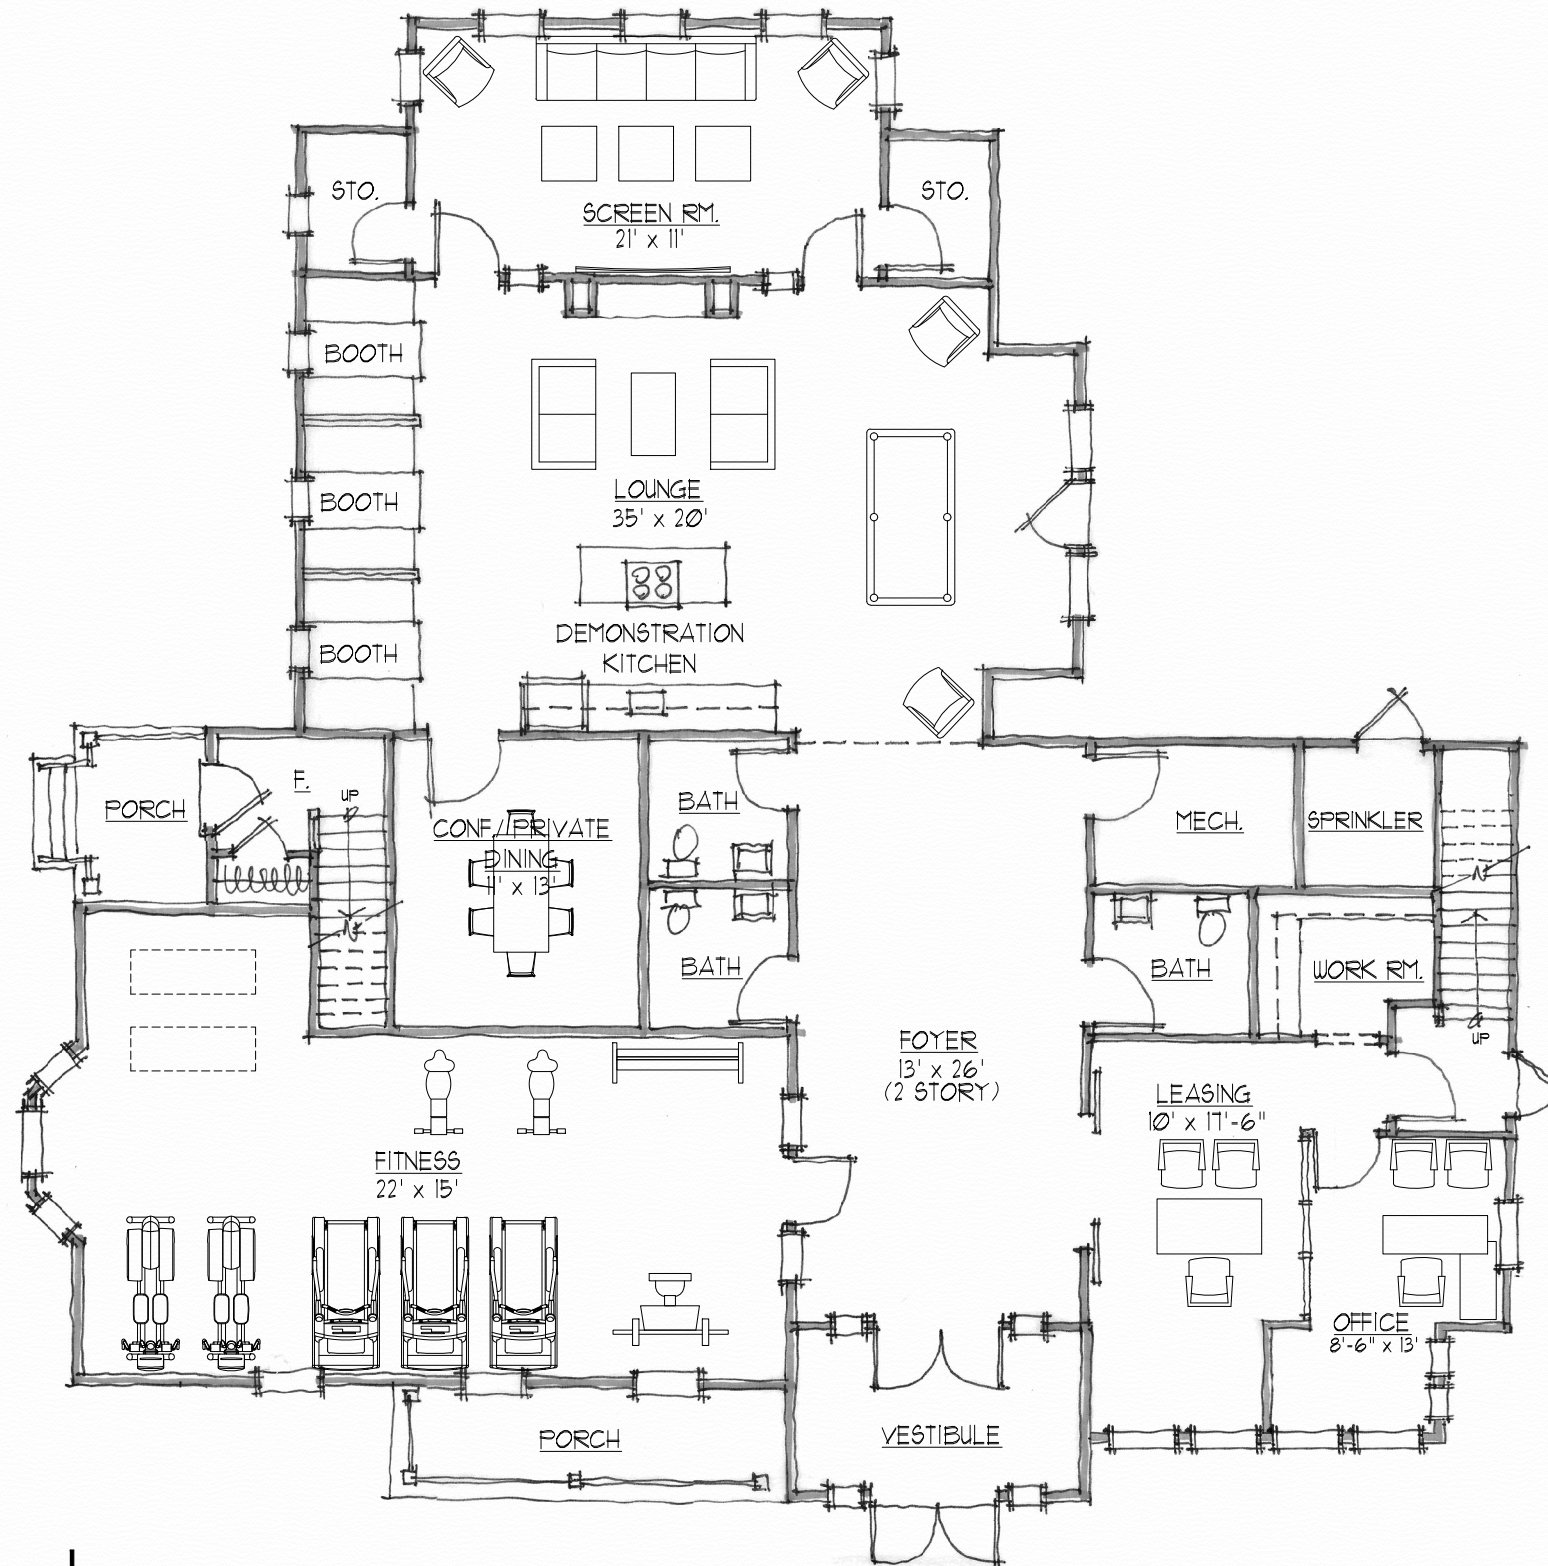 STO.
STO.
SCREEN RM.
21' x 11'
BOOTH
LOUNGE
35' x 20'
BOOTH
DEMONSTRATION
KITCHEN
BOOTH
F.
UP
PORCH
BATH
CONF./PRIVATE
DINING
11' x 13'
MECH.
SPRINKLER
BATH
BATH
WORK RM.
UP
FOYER
13' x 26'
(2 STORY)
LEASING
10' x 17'-6"
FITNESS
22' x 15'
OFFICE
8'-6" x 13'
PORCH
VESTIBULE